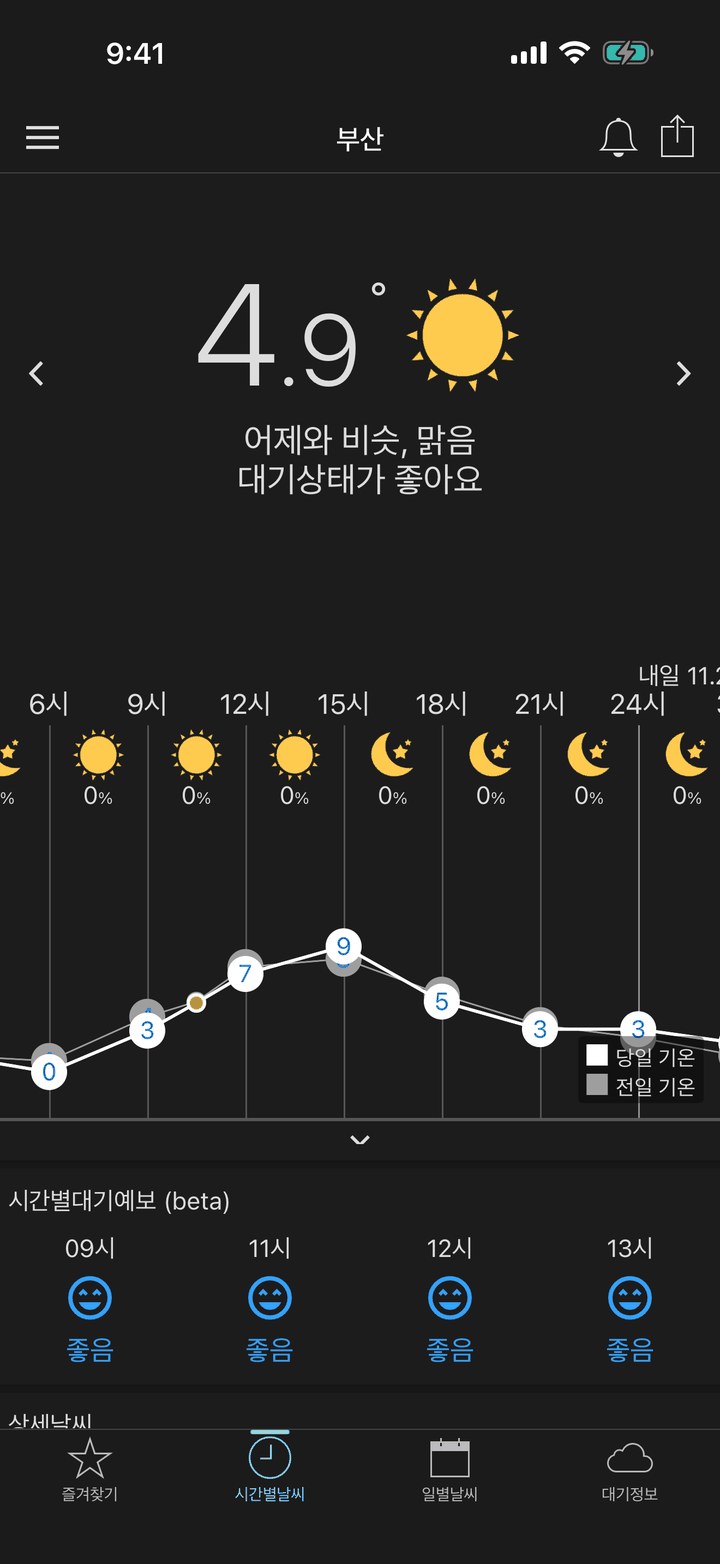 9:41
부산
4.9°
어제와 비슷, 맑음
대기상태가 좋아요
내일 11.2
6시 9시 12시 15시 18시 21시 24시
% 0% 0% 0% 0% 0% 0% 0%
0 3 7 9 5 3 3
당일 기온
전일 기온
시간별대기예보 (beta)
09시 11시 12시 13시
좋음 좋음 좋음 좋음
상세날씨
즐겨찾기 시간별날씨 일별날씨 대기정보